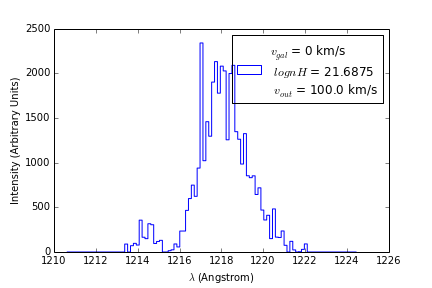 2500
2000
1500
1000
500
0
Intensity (Arbitrary Units)
v_gal = 0 km/s
lognH = 21.6875
v_out = 100.0 km/s
1210 1212 1214 1216 1218 1220 1222 1224 1226
λ (Angstrom)